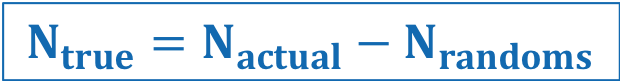 N_true = N_actual − N_randoms